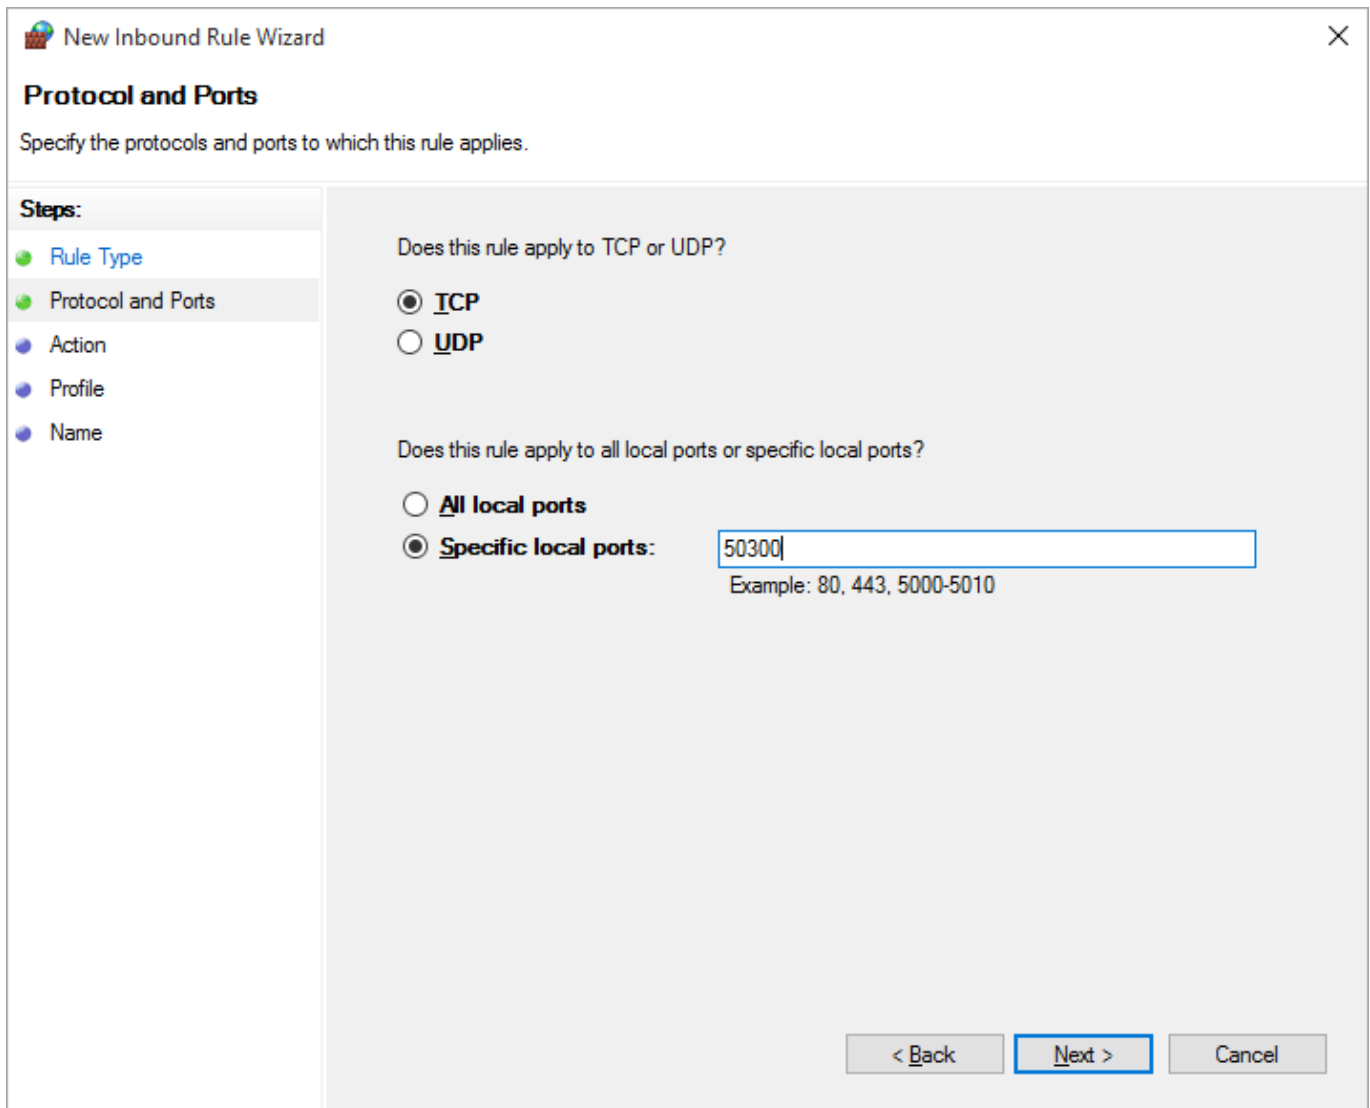 New Inbound Rule Wizard
Protocol and Ports
Specify the protocols and ports to which this rule applies.
Steps:
Rule Type
Protocol and Ports
Action
Profile
Name
Does this rule apply to TCP or UDP?
TCP
UDP
Does this rule apply to all local ports or specific local ports?
All local ports
Specific local ports: 50300
Example: 80, 443, 5000-5010
< Back Next > Cancel